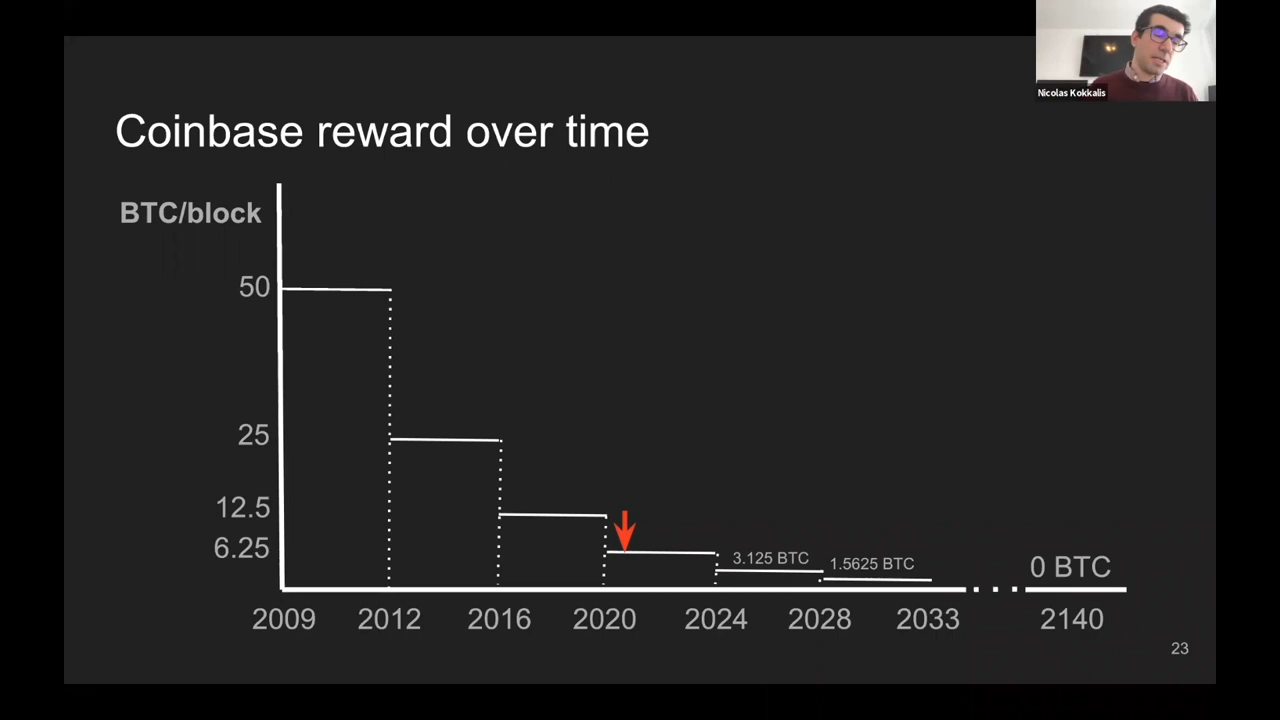 Nicolas Kokkalis
Coinbase reward over time
BTC/block
50
25
12.5
6.25
3.125 BTC
1.5625 BTC
0 BTC
2009 2012 2016 2020 2024 2028 2033 2140
23